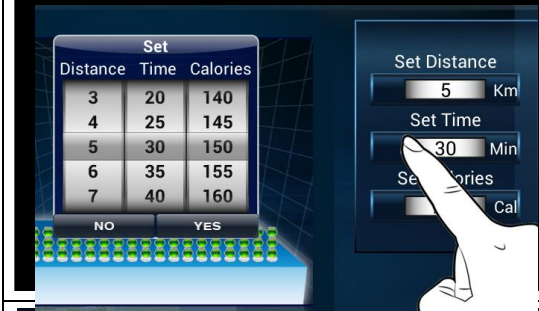 Set
Distance Time Calories
3 20 140
4 25 145
5 30 150
6 35 155
7 40 160
NO YES
Set Distance
5 Km
Set Time
30 Min
Cal